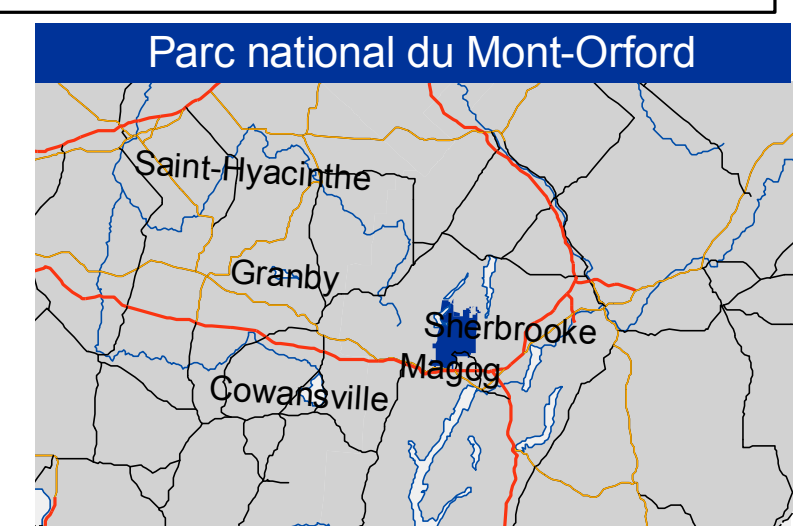 Parc national du Mont-Orford
Saint-Hyacinthe
Granby
Sherbrooke
Magog
Cowansville